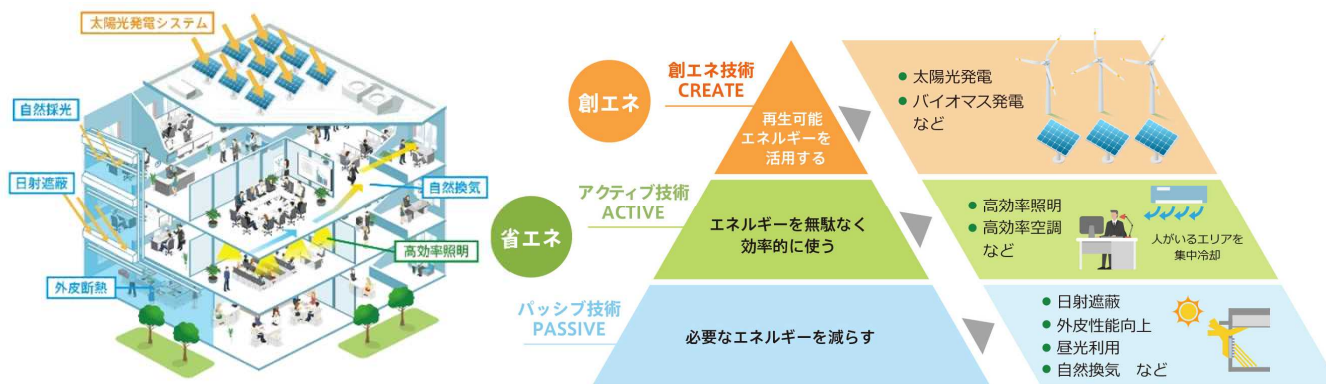 太陽光発電システム
自然採光
日射遮蔽
自然換気
高効率照明
外皮断熱
創エネ
創エネ技術
CREATE
再生可能
エネルギーを
活用する
● 太陽光発電
● バイオマス発電
など
省エネ
アクティブ技術
ACTIVE
エネルギーを無駄なく
効率的に使う
● 高効率照明
● 高効率空調
など
人がいるエリアを
集中冷却
パッシブ技術
PASSIVE
必要なエネルギーを減らす
● 日射遮蔽
● 外皮性能向上
● 昼光利用
● 自然換気 など